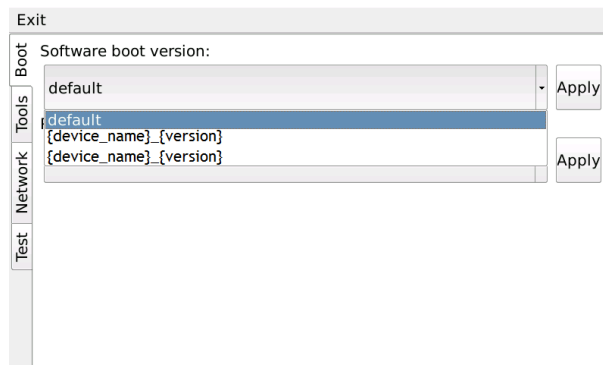 Exit
Boot
Software boot version:
default
Apply
default
{device_name}_{version}
{device_name}_{version}
Apply
Tools
Network
Test